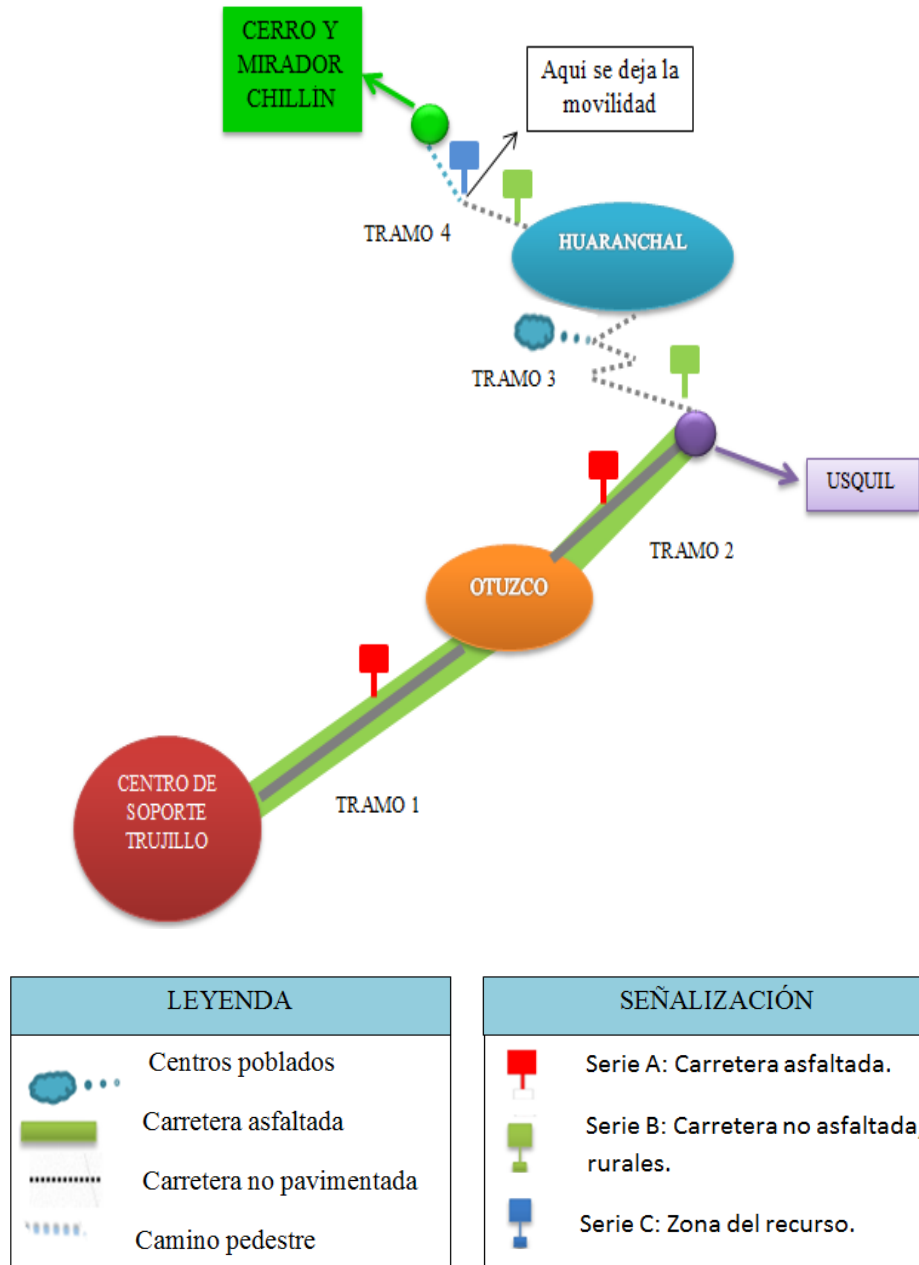 CERRO Y
MIRADOR
CHILLÍN
Aqui se deja la
movilidad
TRAMO 4
HUARANCHAL
TRAMO 3
USQUIL
TRAMO 2
OTUZCO
CENTRO DE
SOPORTE
TRUJILLO
TRAMO 1
LEYENDA
Centros poblados
Carretera asfaltada
Carretera no pavimentada
Camino pedestre
SEÑALIZACIÓN
Serie A: Carretera asfaltada.
Serie B: Carretera no asfaltada,
rurales.
Serie C: Zona del recurso.